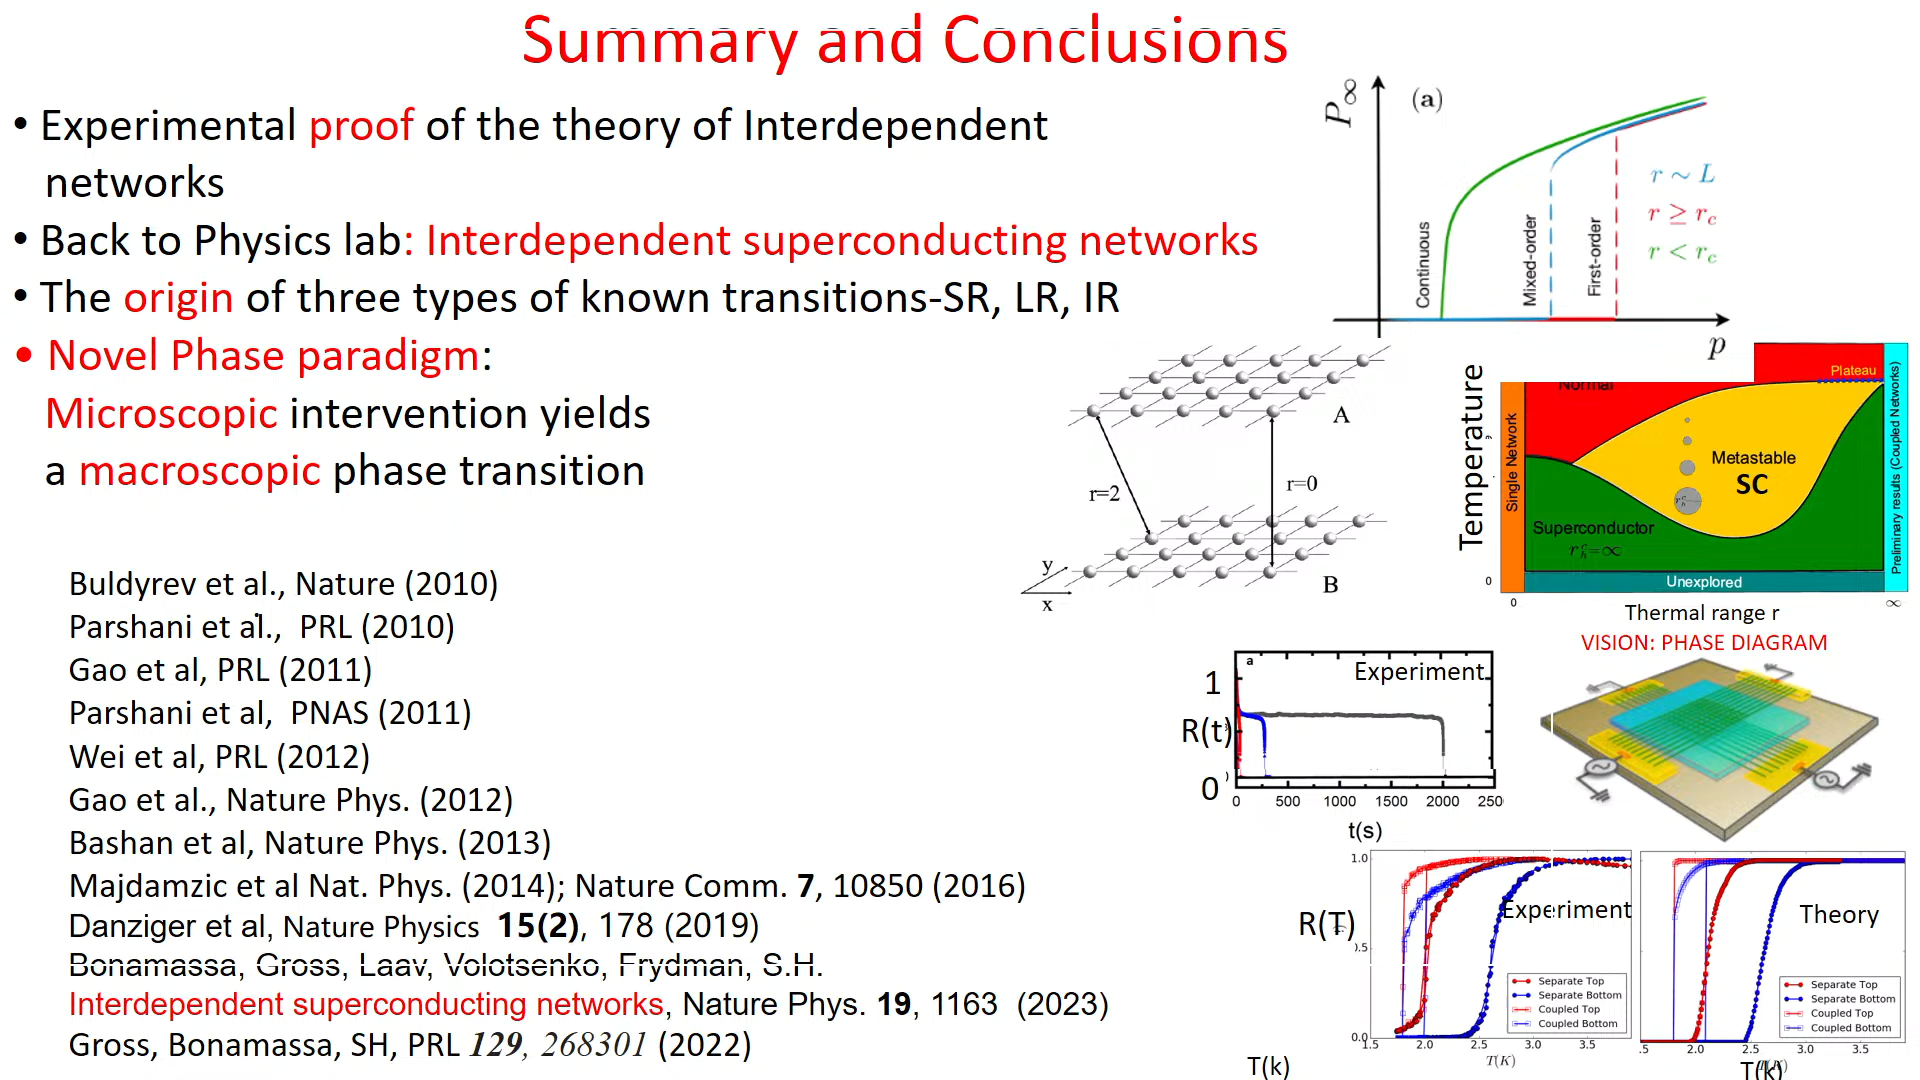 Summary and Conclusions
• Experimental proof of the theory of Interdependent
networks
• Back to Physics lab: Interdependent superconducting networks
• The origin of three types of known transitions-SR, LR, IR
• Novel Phase paradigm:
Microscopic intervention yields
a macroscopic phase transition
Buldyrev et al., Nature (2010)
Parshani et al., PRL (2010)
Gao et al, PRL (2011)
Parshani et al, PNAS (2011)
Wei et al, PRL (2012)
Gao et al., Nature Phys. (2012)
Bashan et al, Nature Phys. (2013)
Majdamzic et al Nat. Phys. (2014); Nature Comm. 7, 10850 (2016)
Danziger et al, Nature Physics 15(2), 178 (2019)
Bonamassa, Gross, Laav, Volotsenko, Frydman, S.H.
Interdependent superconducting networks, Nature Phys. 19, 1163 (2023)
Gross, Bonamassa, SH, PRL 129, 268301 (2022)
P∞
(a)
r ~ L
r ≥ rc
r < rc
Continuous
Mixed-order
First-order
p
A
r=2
r=0
y
x
B
Temperature
Single Network
Normal
Plateau
Metastable
SC
Superconductor
Unexplored
Preliminary results (Coupled Networks)
0
0
∞
Thermal range r
VISION: PHASE DIAGRAM
a
Experiment
1
R(t)
0
0 500 1000 1500 2000 250
t(s)
R(T)
1.0
0.5
0.0
Experiment
Separate Top
Separate Bottom
Coupled Top
Coupled Bottom
1.5 2.0 2.5 3.0 3.5
T(K)
T(k)
Theory
Separate Top
Separate Bottom
Coupled Top
Coupled Bottom
.5 2.0 2.5 3.0 3.5
T(k)